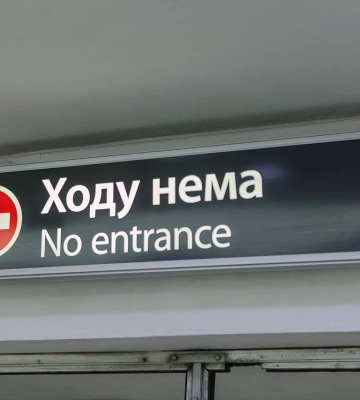 Ходу нема
No entrance